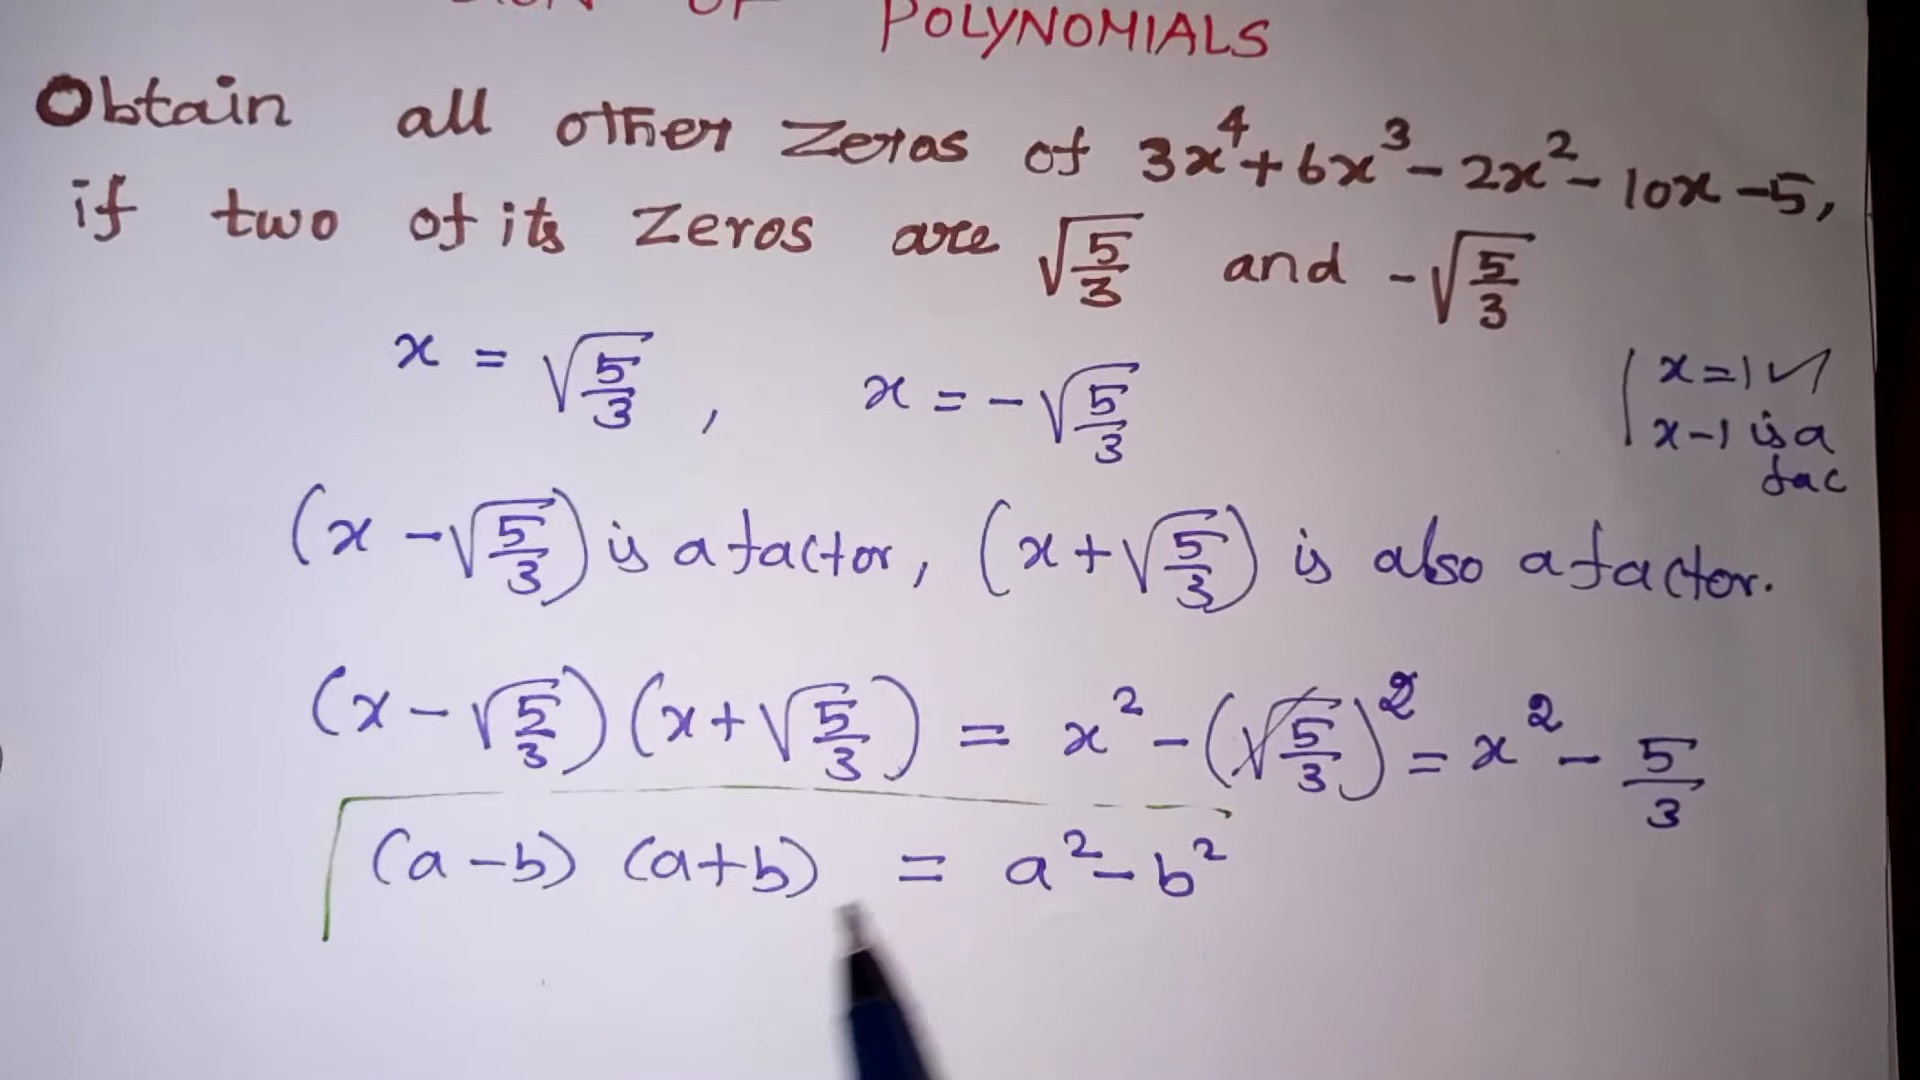 OF POLYNOMIALS
Obtain all other zeros of 3x⁴+6x³-2x²-10x-5,
if two of its zeros are √(5/3) and -√(5/3)
x = √(5/3) , x = -√(5/3)
x=1 ✓
x-1 is a
fac
(x -√(5/3)) is a factor, (x+√(5/3)) is also a factor.
(x-√(5/3))(x+√(5/3)) = x²-(√(5/3))² = x² - 5/3
(a-b) (a+b) = a²-b²